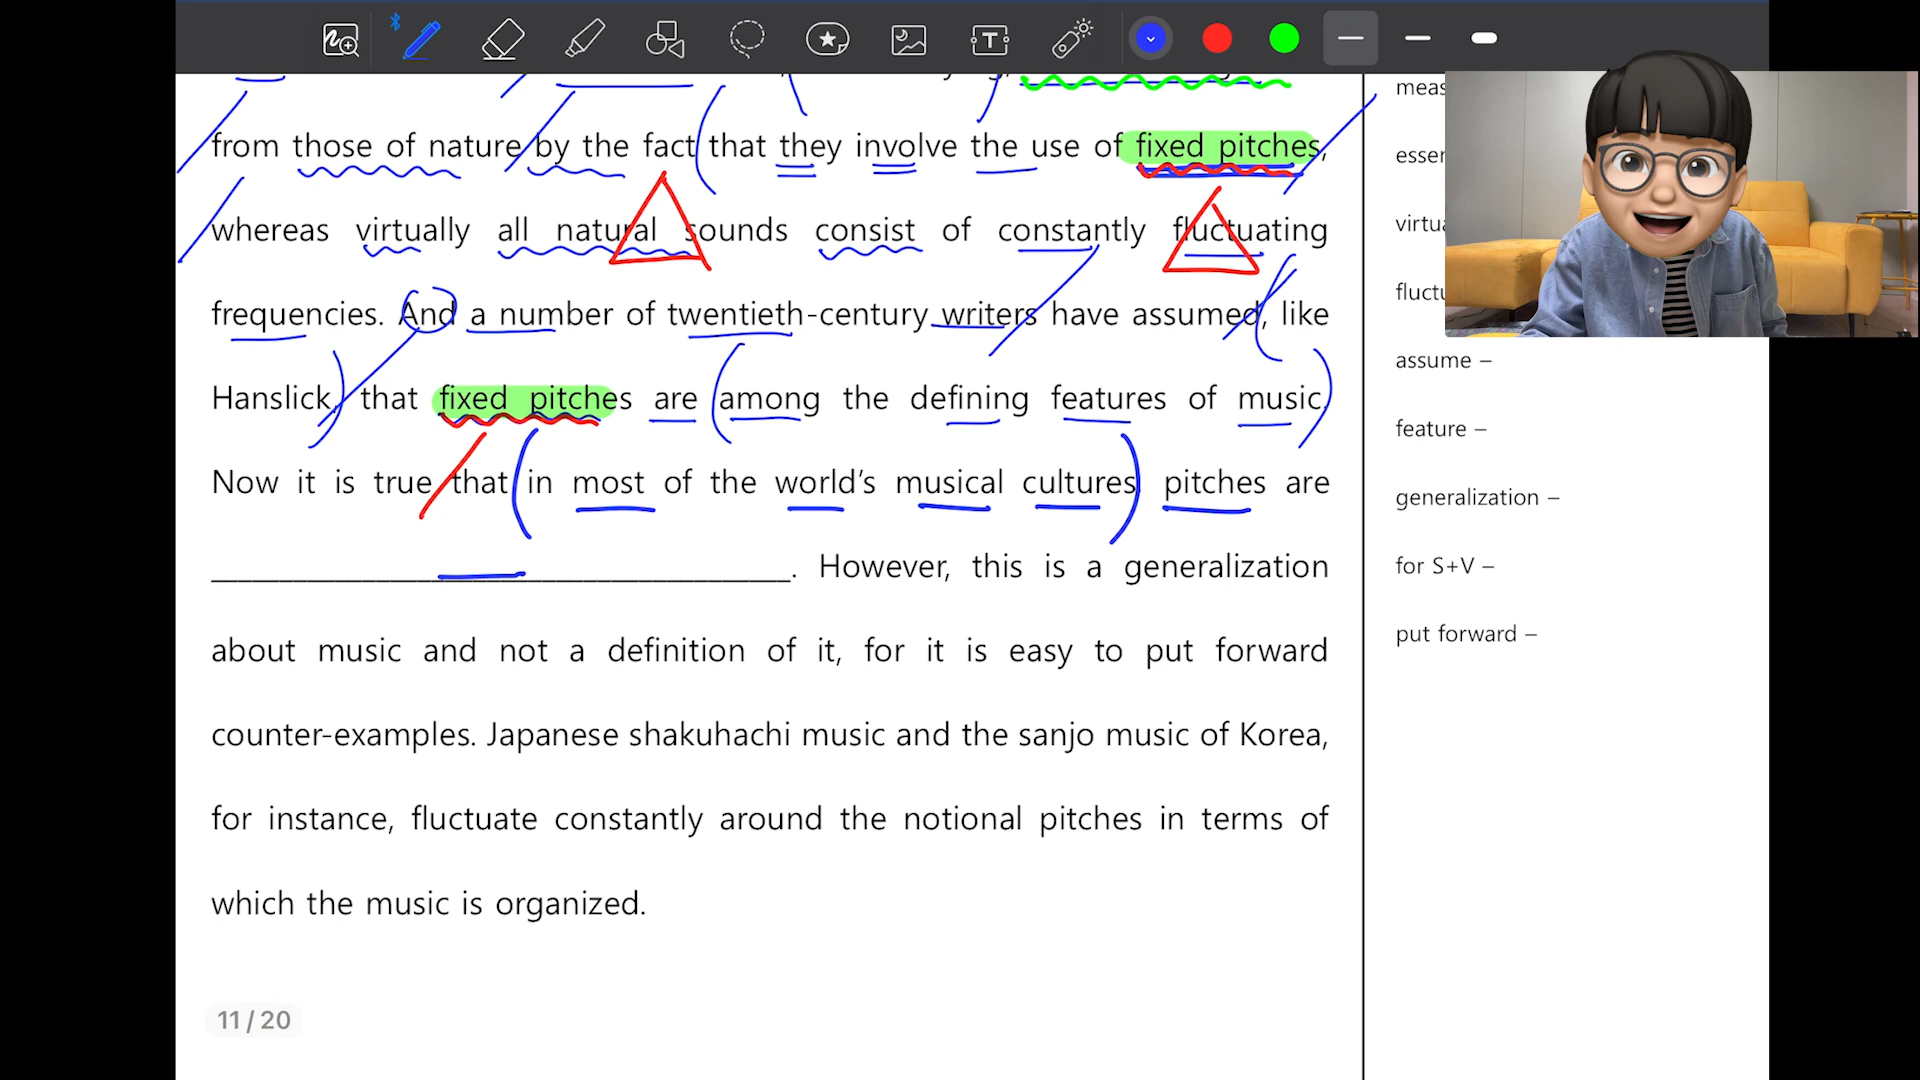 from those of nature by the fact that they involve the use of fixed pitches,
whereas virtually all natural sounds consist of constantly fluctuating
frequencies. And a number of twentieth-century writers have assumed, like
Hanslick, that fixed pitches are among the defining features of music.
Now it is true that in most of the world's musical cultures pitches are
____________________. However, this is a generalization
about music and not a definition of it, for it is easy to put forward
counter-examples. Japanese shakuhachi music and the sanjo music of Korea,
for instance, fluctuate constantly around the notional pitches in terms of
which the music is organized.
11 / 20
assume –
feature –
generalization –
for S+V –
put forward –